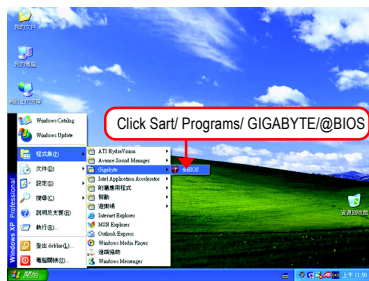 我的文件
我的電腦
網路上的芳鄰
Click Sart/ Programs/ GIGABYTE/@BIOS
Windows Catalog
Windows Update
程式集(P)
文件(D)
設定(S)
搜尋(C)
說明及支援(H)
執行(R)...
登出 debbie(L)...
電腦關機(U)...
Windows XP Professional
ATI HydraVision
Avance Sound Manager
Gigabyte
Intel Application Accelerator
附屬應用程式
啟動
遊樂場
Internet Explorer
MSN Explorer
Outlook Express
Windows Media Player
遠端協助
Windows Messenger
@BIOS
資源回收筒
開始
上午 11:50